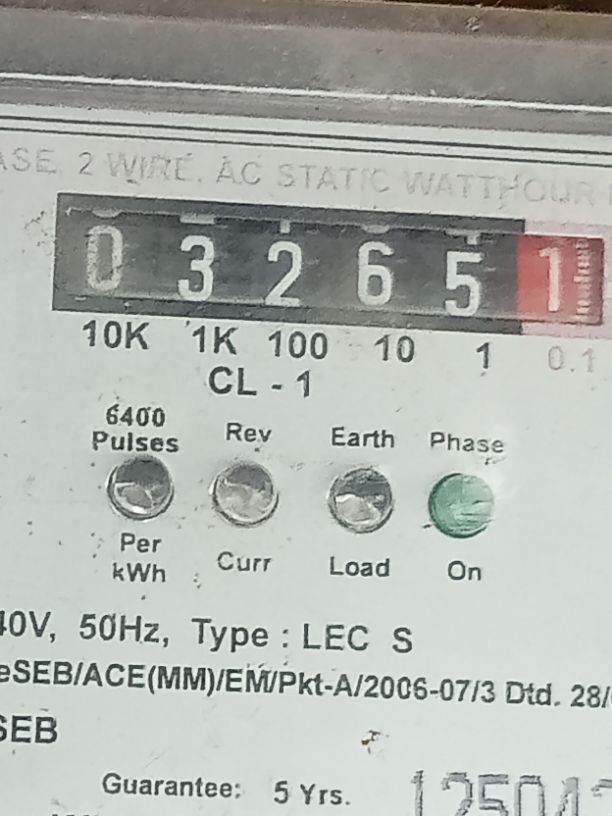 2 WIRE. AC STATIC WATTHOUR
0 3 2 6 5 1
10K 1K 100 10 1 0.1
CL - 1
6400 Pulses Rev Earth Phase
Per kWh Curr Load On
40V, 50Hz, Type : LEC S
eSEB/ACE(MM)/EM/Pkt-A/2006-07/3 Dtd. 28/
SEB
Guarantee: 5 Yrs.